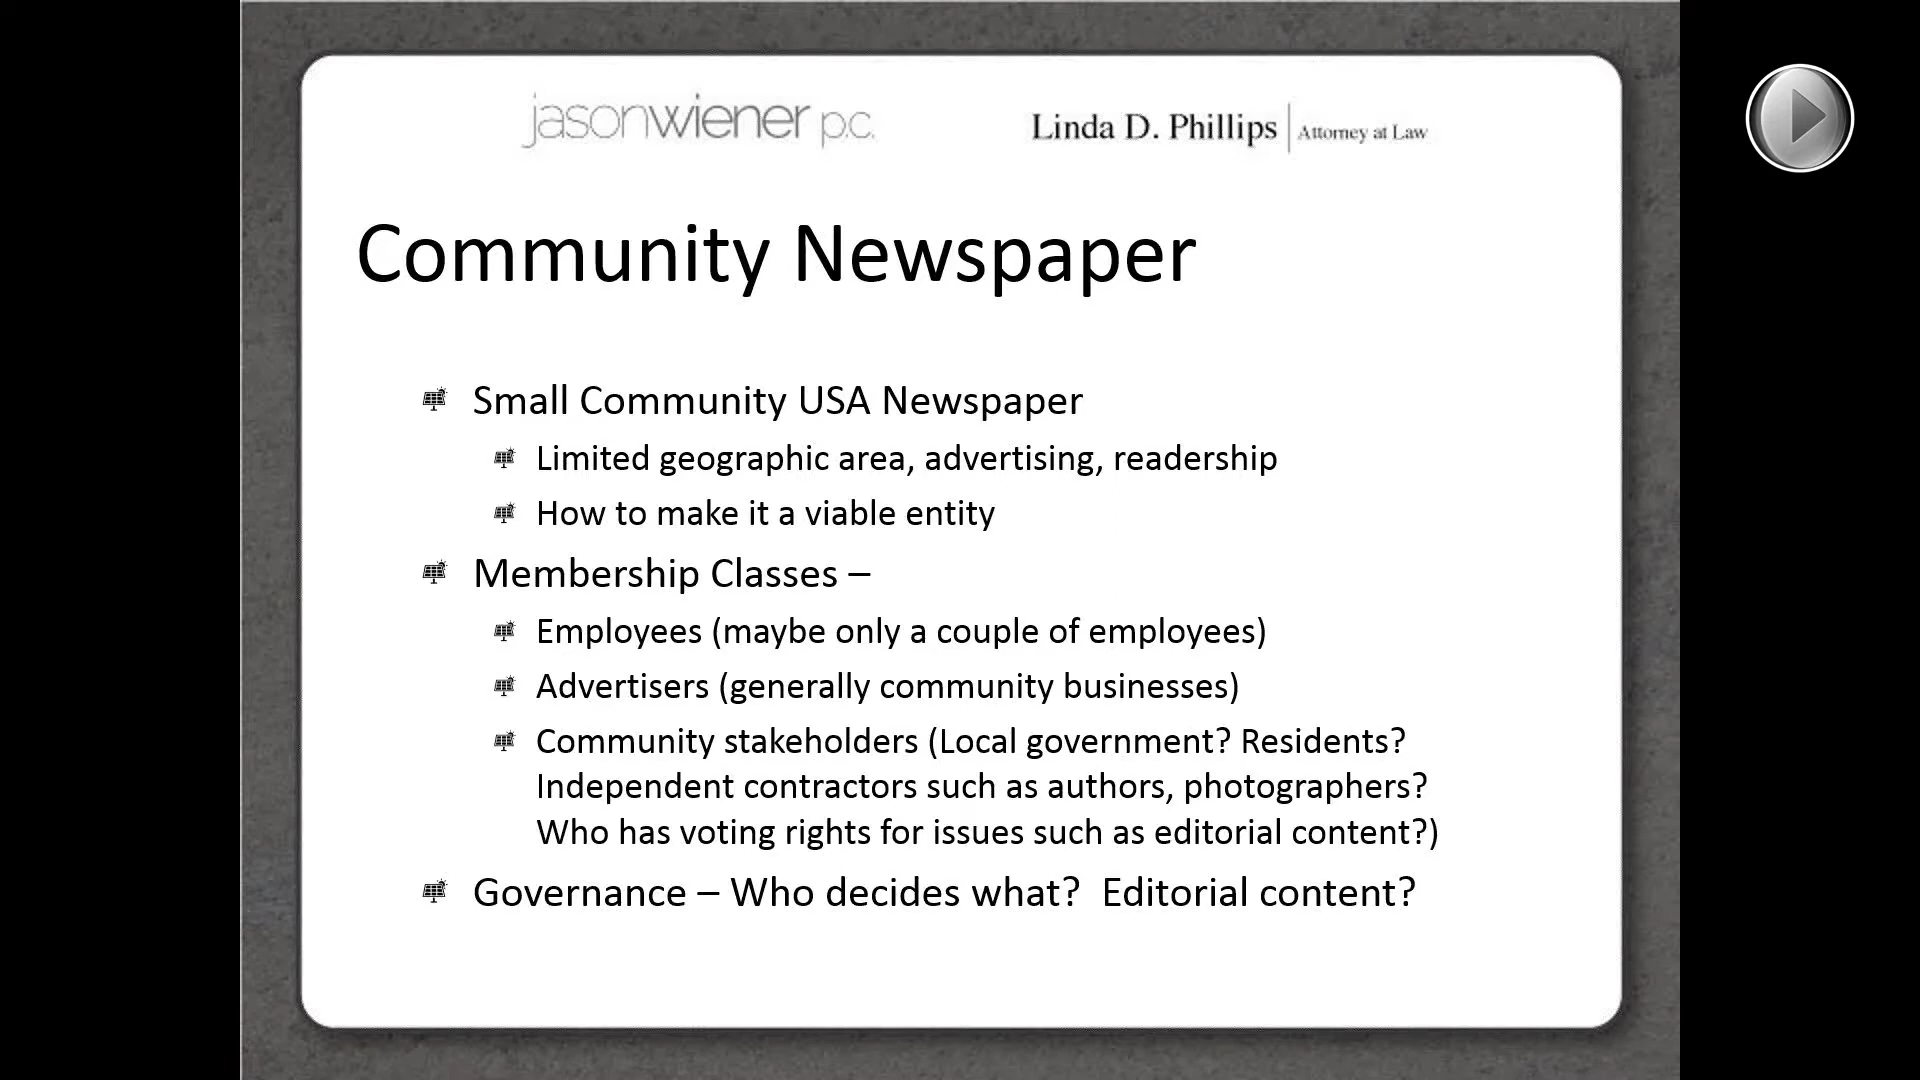 jasonwiener p.c.
Linda D. Phillips | Attorney at Law
Community Newspaper
Small Community USA Newspaper
Limited geographic area, advertising, readership
How to make it a viable entity
Membership Classes –
Employees (maybe only a couple of employees)
Advertisers (generally community businesses)
Community stakeholders (Local government? Residents?
Independent contractors such as authors, photographers?
Who has voting rights for issues such as editorial content?)
Governance – Who decides what?  Editorial content?